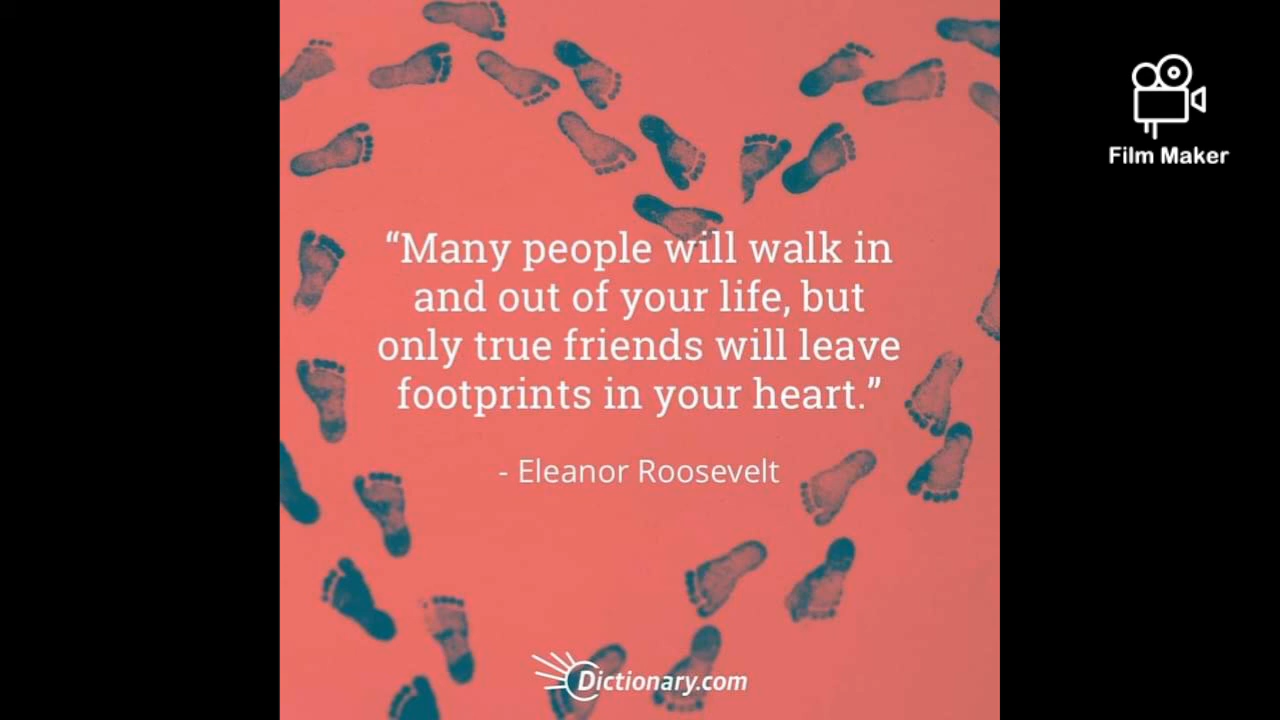 “Many people will walk in
and out of your life, but
only true friends will leave
footprints in your heart.”
- Eleanor Roosevelt
Dictionary.com
Film Maker